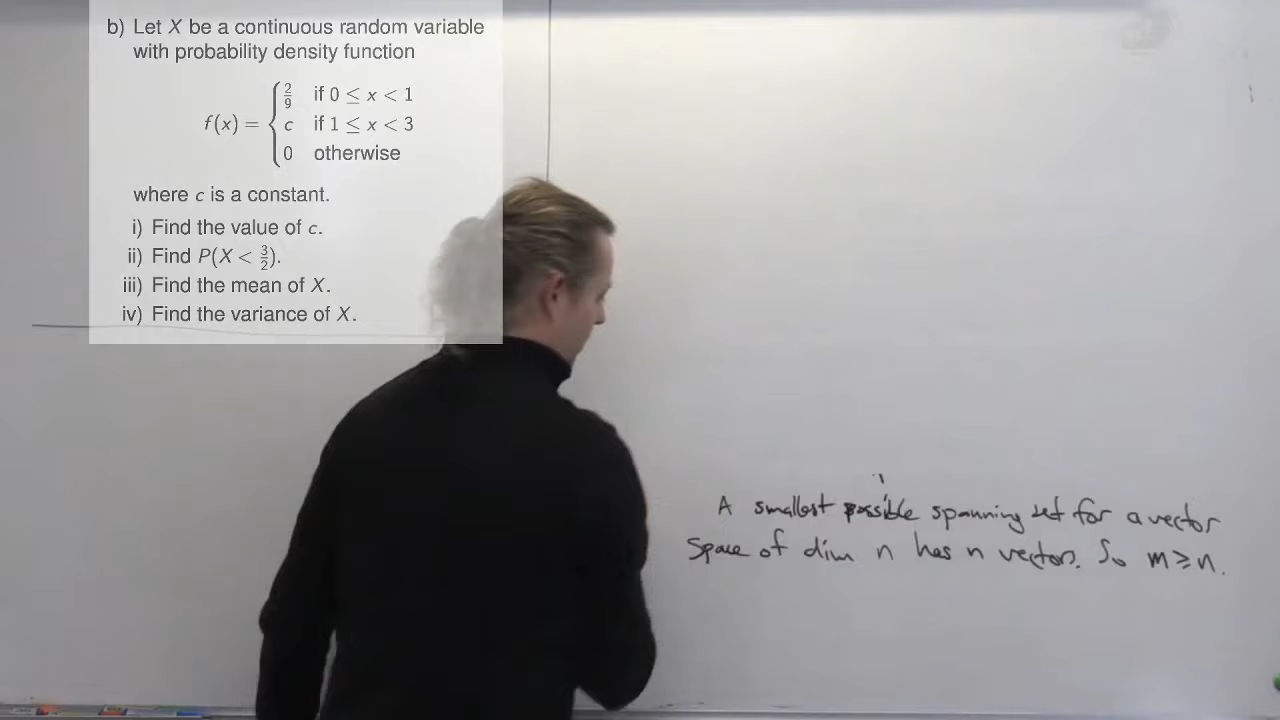 b) Let X be a continuous random variable
with probability density function
f(x) = { 2/9 if 0 ≤ x < 1
c if 1 ≤ x < 3
0 otherwise
where c is a constant.
i) Find the value of c.
ii) Find P(X < 3/2).
iii) Find the mean of X.
iv) Find the variance of X.
A smallest possible spanning set for a vector
space of dim n has n vectors. So m ≥ n.